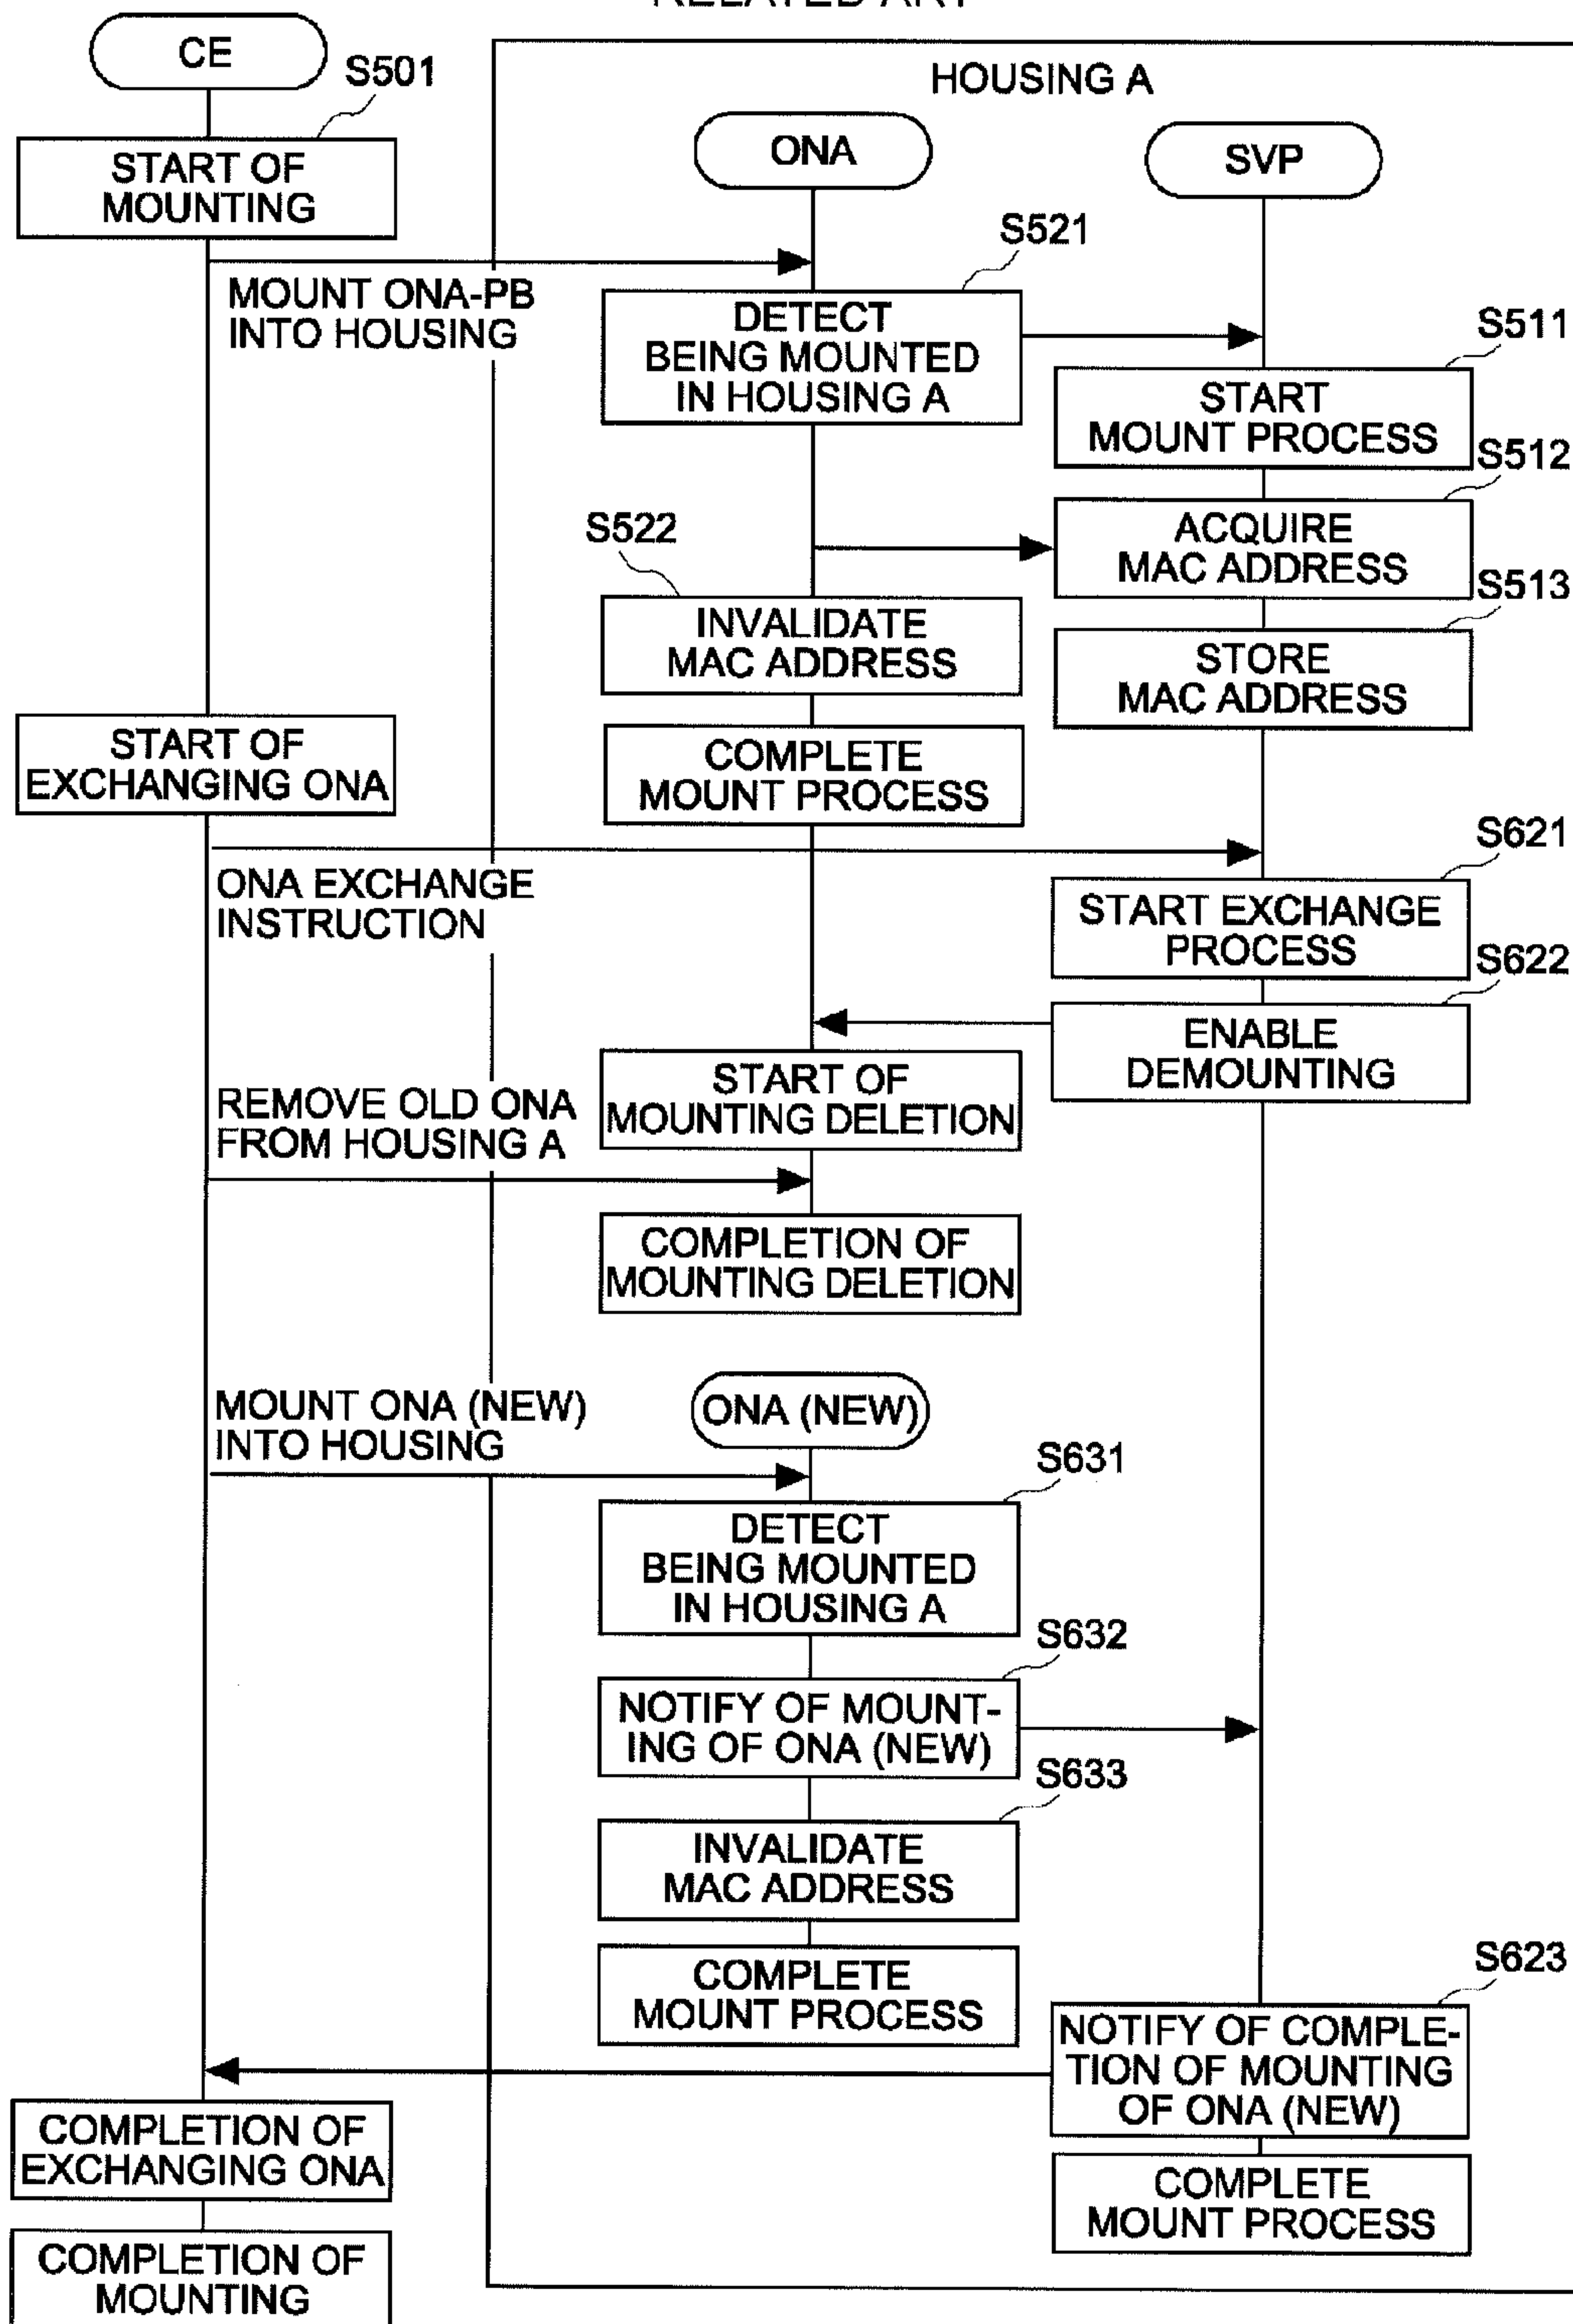 RELATED ART
CE
S501
HOUSING A
START OF
MOUNTING
ONA
SVP
S521
MOUNT ONA-PB
INTO HOUSING
DETECT
BEING MOUNTED
IN HOUSING A
S511
START
MOUNT PROCESS
S512
S522
ACQUIRE
MAC ADDRESS
S513
INVALIDATE
MAC ADDRESS
STORE
MAC ADDRESS
START OF
EXCHANGING ONA
COMPLETE
MOUNT PROCESS
S621
ONA EXCHANGE
INSTRUCTION
START EXCHANGE
PROCESS
S622
ENABLE
DEMOUNTING
START OF
MOUNTING DELETION
REMOVE OLD ONA
FROM HOUSING A
COMPLETION OF
MOUNTING DELETION
MOUNT ONA (NEW)
INTO HOUSING
ONA (NEW)
S631
DETECT
BEING MOUNTED
IN HOUSING A
S632
NOTIFY OF MOUNT-
ING OF ONA (NEW)
S633
INVALIDATE
MAC ADDRESS
COMPLETE
MOUNT PROCESS
S623
NOTIFY OF COMPLE-
TION OF MOUNTING
OF ONA (NEW)
COMPLETION OF
EXCHANGING ONA
COMPLETE
MOUNT PROCESS
COMPLETION OF
MOUNTING